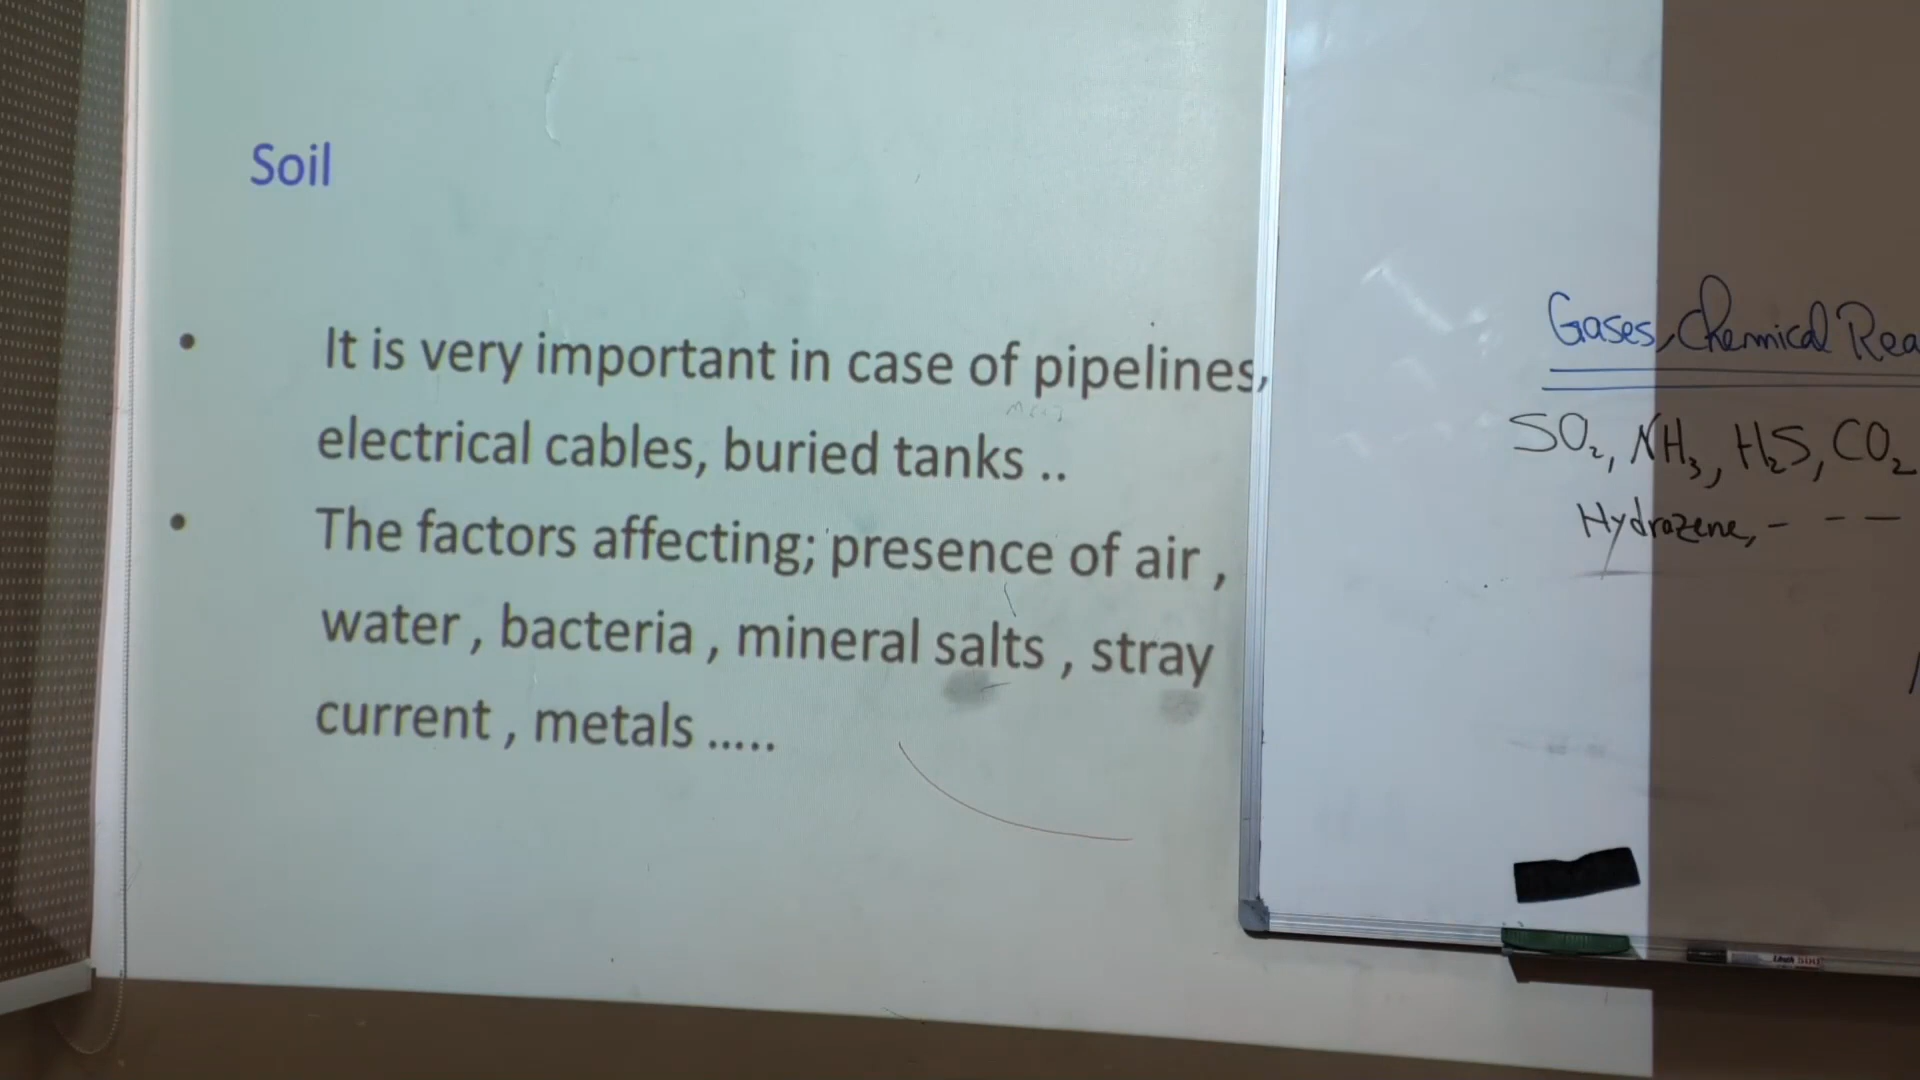 Soil
• It is very important in case of pipelines,
electrical cables, buried tanks ..
• The factors affecting; presence of air ,
water , bacteria , mineral salts , stray
current , metals .....
Gases, Chemical Rea
SO₂, NH₃, H₂S, CO₂
Hydrazene, - - -